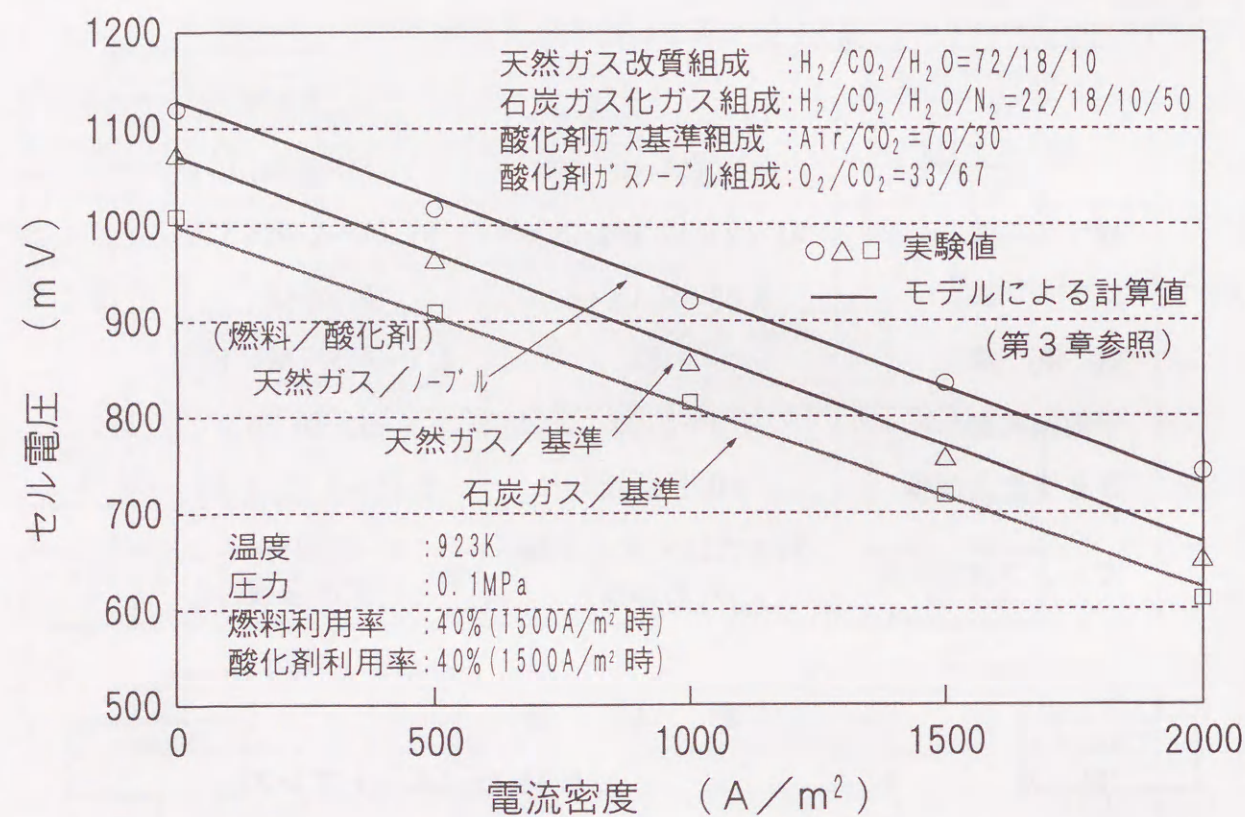 1200
1100
1000
900
800
700
600
500
0
500
1000
1500
2000
セル電圧 (mV)
電流密度 (A/m²)
天然ガス改質組成 :H₂/CO₂/H₂O=72/18/10
石炭ガス化ガス組成:H₂/CO₂/H₂O/N₂=22/18/10/50
酸化剤ガス基準組成:Air/CO₂=70/30
酸化剤ガスノーブル組成:O₂/CO₂=33/67
○△□ 実験値
モデルによる計算値
(第3章参照)
(燃料/酸化剤)
天然ガス/ノーブル
天然ガス/基準
石炭ガス/基準
温度 :923K
圧力 :0.1MPa
燃料利用率 :40%(1500A/m²時)
酸化剤利用率:40%(1500A/m²時)